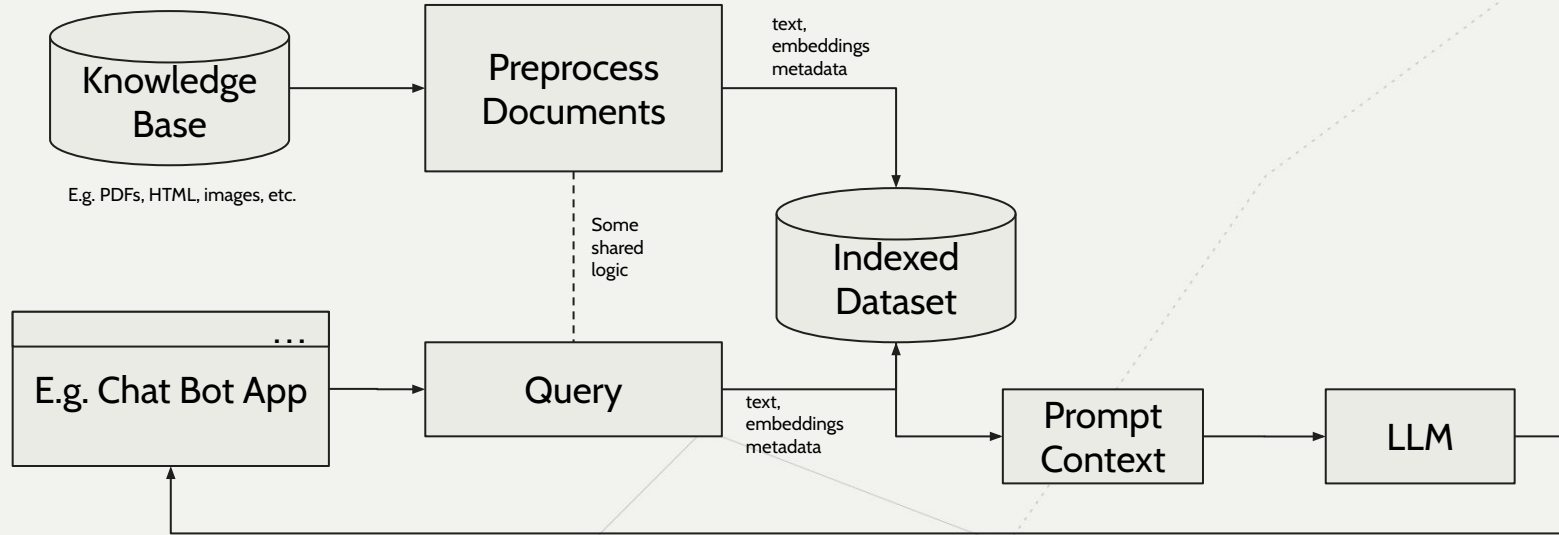 Knowledge
Base
E.g. PDFs, HTML, images, etc.
Preprocess
Documents
text,
embeddings
metadata
Some
shared
logic
Indexed
Dataset
...
E.g. Chat Bot App
Query
text,
embeddings
metadata
Prompt
Context
LLM